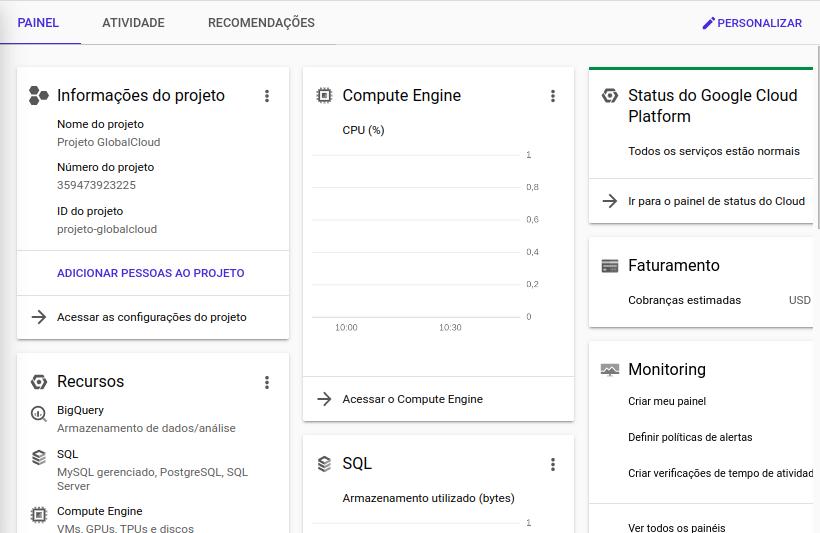 PAINEL
ATIVIDADE
RECOMENDAÇÕES
PERSONALIZAR
Informações do projeto
Nome do projeto
Projeto GlobalCloud
Número do projeto
359473923225
ID do projeto
projeto-globalcloud
ADICIONAR PESSOAS AO PROJETO
Acessar as configurações do projeto
Recursos
BigQuery
Armazenamento de dados/análise
SQL
MySQL gerenciado, PostgreSQL, SQL
Server
Compute Engine
VMs, GPUs, TPUs e discos
Compute Engine
CPU (%)
1
0,8
0,6
0,4
0,2
0
10:00
10:30
Acessar o Compute Engine
SQL
Armazenamento utilizado (bytes)
1
Status do Google Cloud
Platform
Todos os serviços estão normais
Ir para o painel de status do Cloud
Faturamento
Cobranças estimadas
USD
Monitoring
Criar meu painel
Definir políticas de alertas
Criar verificações de tempo de atividad
Ver todos os painéis